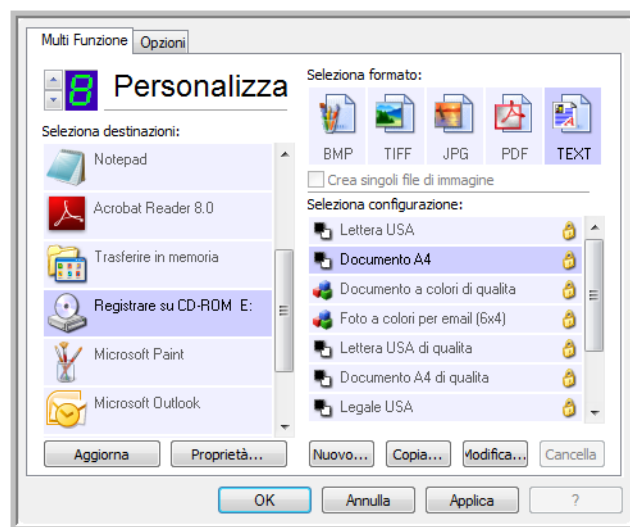 Multi Funzione
Opzioni
8
Personalizza
Seleziona destinazioni:
Notepad
Acrobat Reader 8.0
Trasferire in memoria
Registrare su CD-ROM E:
Microsoft Paint
Microsoft Outlook
Aggiorna
Proprietà...
Seleziona formato:
BMP
TIFF
JPG
PDF
TEXT
Crea singoli file di immagine
Seleziona configurazione:
Lettera USA
Documento A4
Documento a colori di qualita
Foto a colori per email (6x4)
Lettera USA di qualita
Documento A4 di qualita
Legale USA
Nuovo...
Copia...
Modifica...
Cancella
OK
Annulla
Applica
?